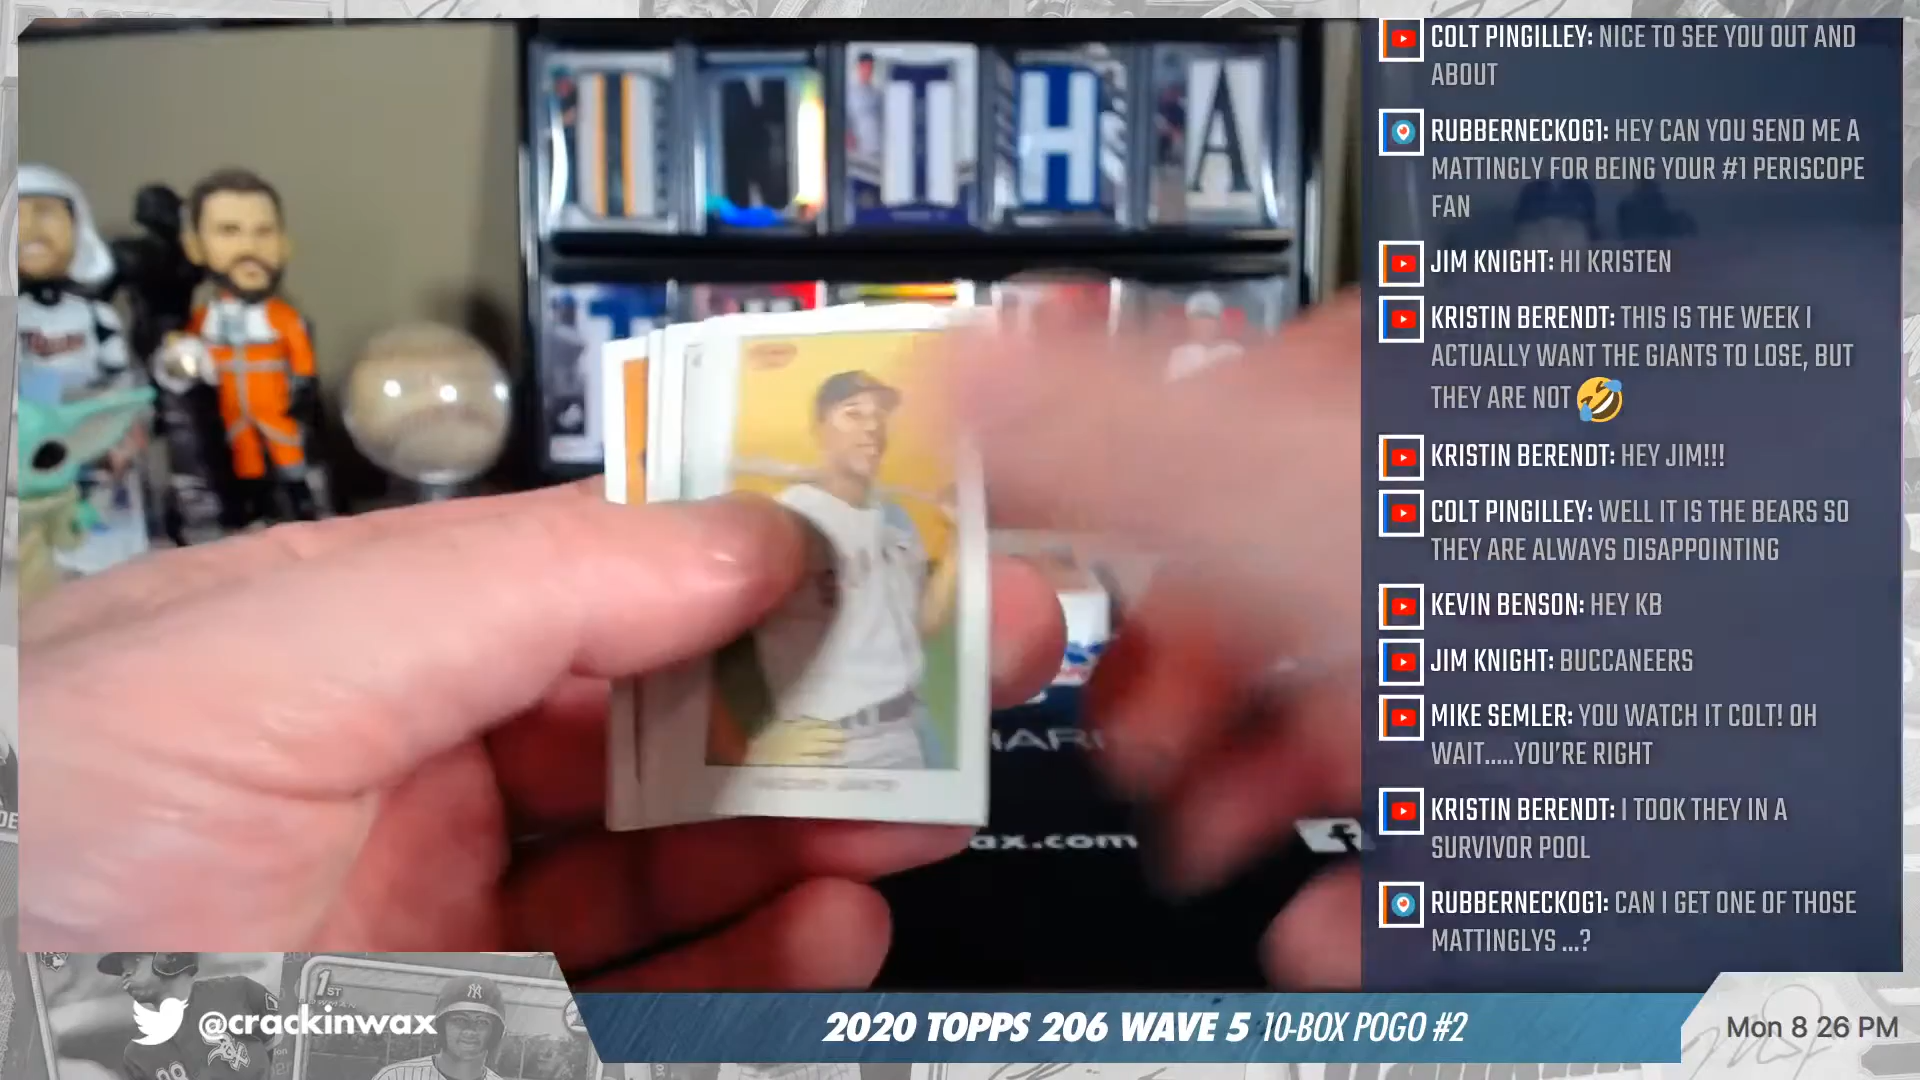 I N T H A
ax.com
COLT PINGILLEY: NICE TO SEE YOU OUT AND
ABOUT
RUBBERNECKOG1: HEY CAN YOU SEND ME A
MATTINGLY FOR BEING YOUR #1 PERISCOPE
FAN
JIM KNIGHT: HI KRISTEN
KRISTIN BERENDT: THIS IS THE WEEK I
ACTUALLY WANT THE GIANTS TO LOSE, BUT
THEY ARE NOT 🤣
KRISTIN BERENDT: HEY JIM!!!
COLT PINGILLEY: WELL IT IS THE BEARS SO
THEY ARE ALWAYS DISAPPOINTING
KEVIN BENSON: HEY KB
JIM KNIGHT: BUCCANEERS
MIKE SEMLER: YOU WATCH IT COLT! OH
WAIT.....YOU'RE RIGHT
KRISTIN BERENDT: I TOOK THEY IN A
SURVIVOR POOL
RUBBERNECKOG1: CAN I GET ONE OF THOSE
MATTINGLYS ...?
1ST
@crackinwax
2020 TOPPS 206 WAVE 5 10-BOX POGO #2
Mon 8 26 PM